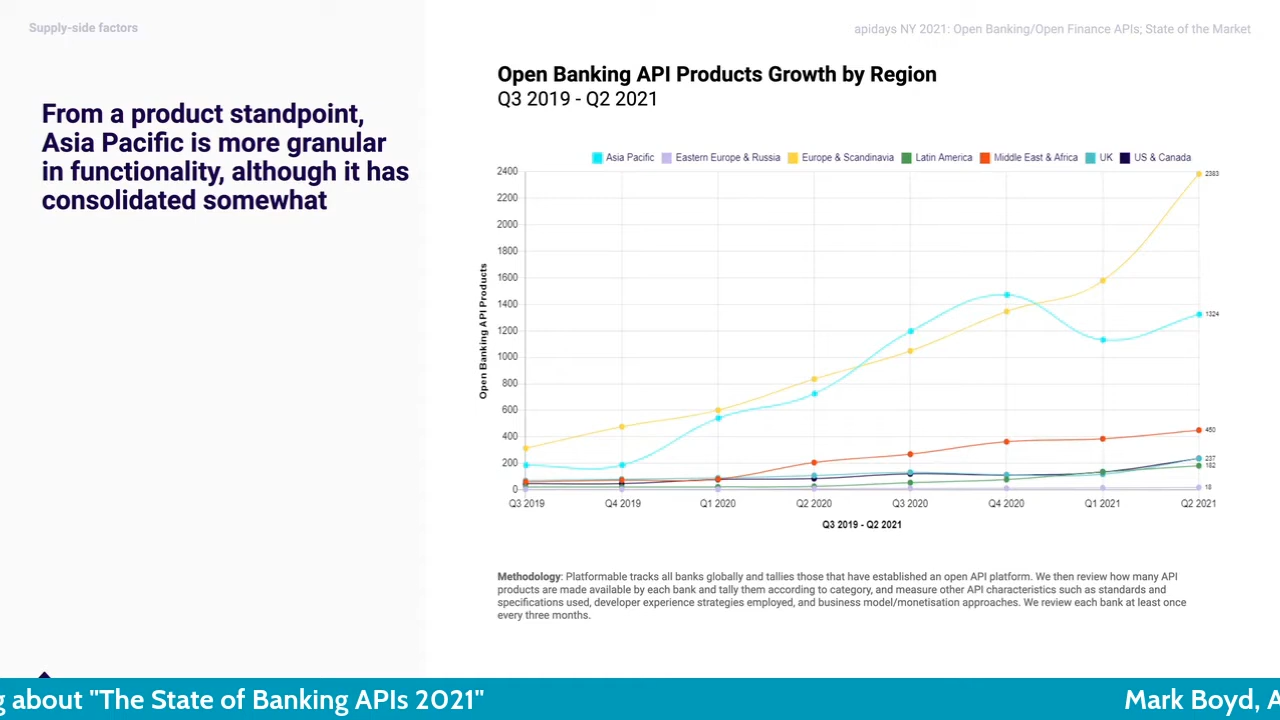 Supply-side factors
apidays NY 2021: Open Banking/Open Finance APIs; State of the Market
From a product standpoint,
Asia Pacific is more granular
in functionality, although it has
consolidated somewhat
Open Banking API Products Growth by Region
Q3 2019 - Q2 2021
Asia Pacific Eastern Europe & Russia Europe & Scandinavia Latin America Middle East & Africa UK US & Canada
Open Banking API Products
2400
2200
2000
1800
1600
1400
1200
1000
800
600
400
200
0
2383
1324
450
237
182
18
Q3 2019 Q4 2019 Q1 2020 Q2 2020 Q3 2020 Q4 2020 Q1 2021 Q2 2021
Q3 2019 - Q2 2021
Methodology: Platformable tracks all banks globally and tallies those that have established an open API platform. We then review how many API
products are made available by each bank and tally them according to category, and measure other API characteristics such as standards and
specifications used, developer experience strategies employed, and business model/monetisation approaches. We review each bank at least once
every three months.
g about "The State of Banking APIs 2021"
Mark Boyd, A